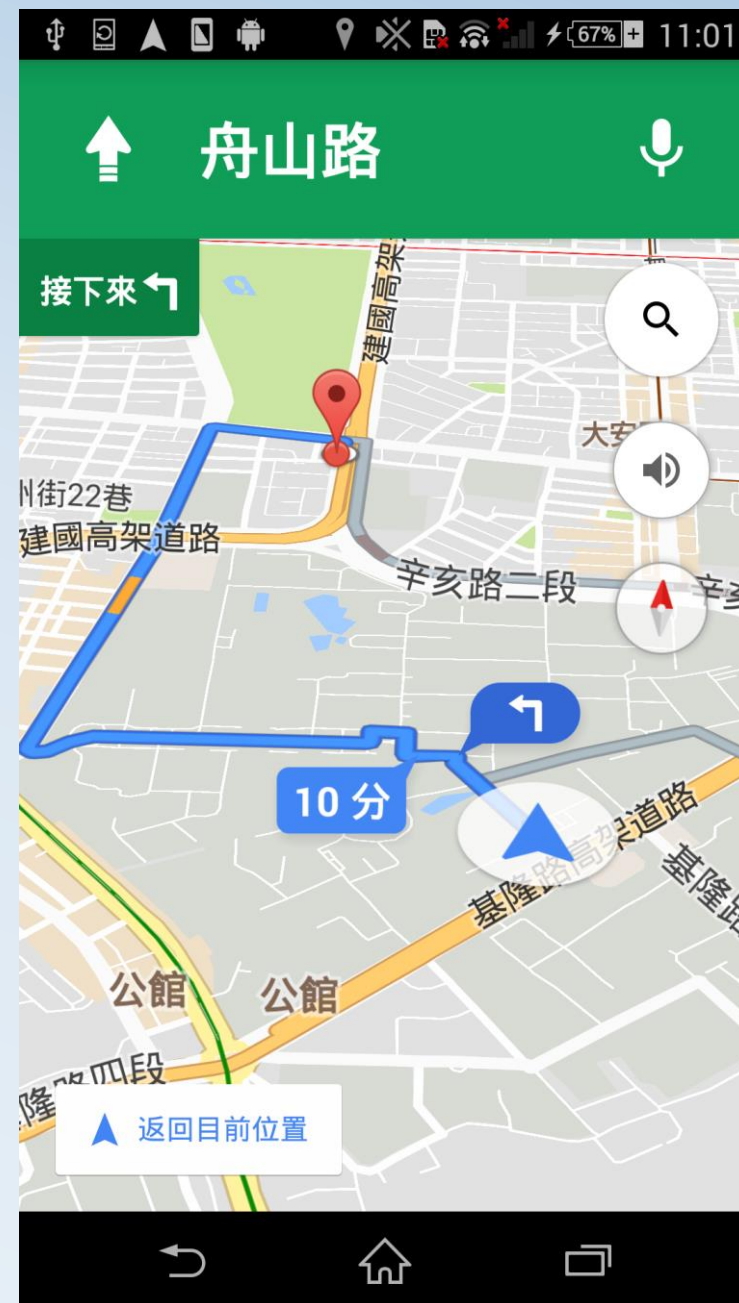 67%
11:01
舟山路
接下來
建國高架
大安
州街22巷
建國高架道路
辛亥路二段
辛亥
10 分
基隆路高架道路
基隆路
公館
公館
基隆路四段
返回目前位置